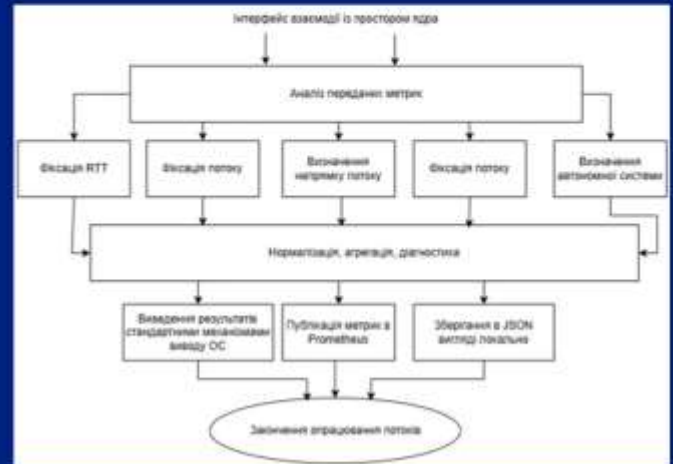 Інтерфейс взаємодії із простором ядра
Аналіз переданих метрик
Фіксація RTT
Фіксація потоку
Визначення
напрямку потоку
Фіксація потоку
Визначення
автономної системи
Нормалізація, агрегація, діагностика
Виведення результатів
стандартними механізмами
виводу ОС
Публікація метрик в
Prometheus
Зберігання в JSON
вигляді локально
Закінчення опрацювання потоків